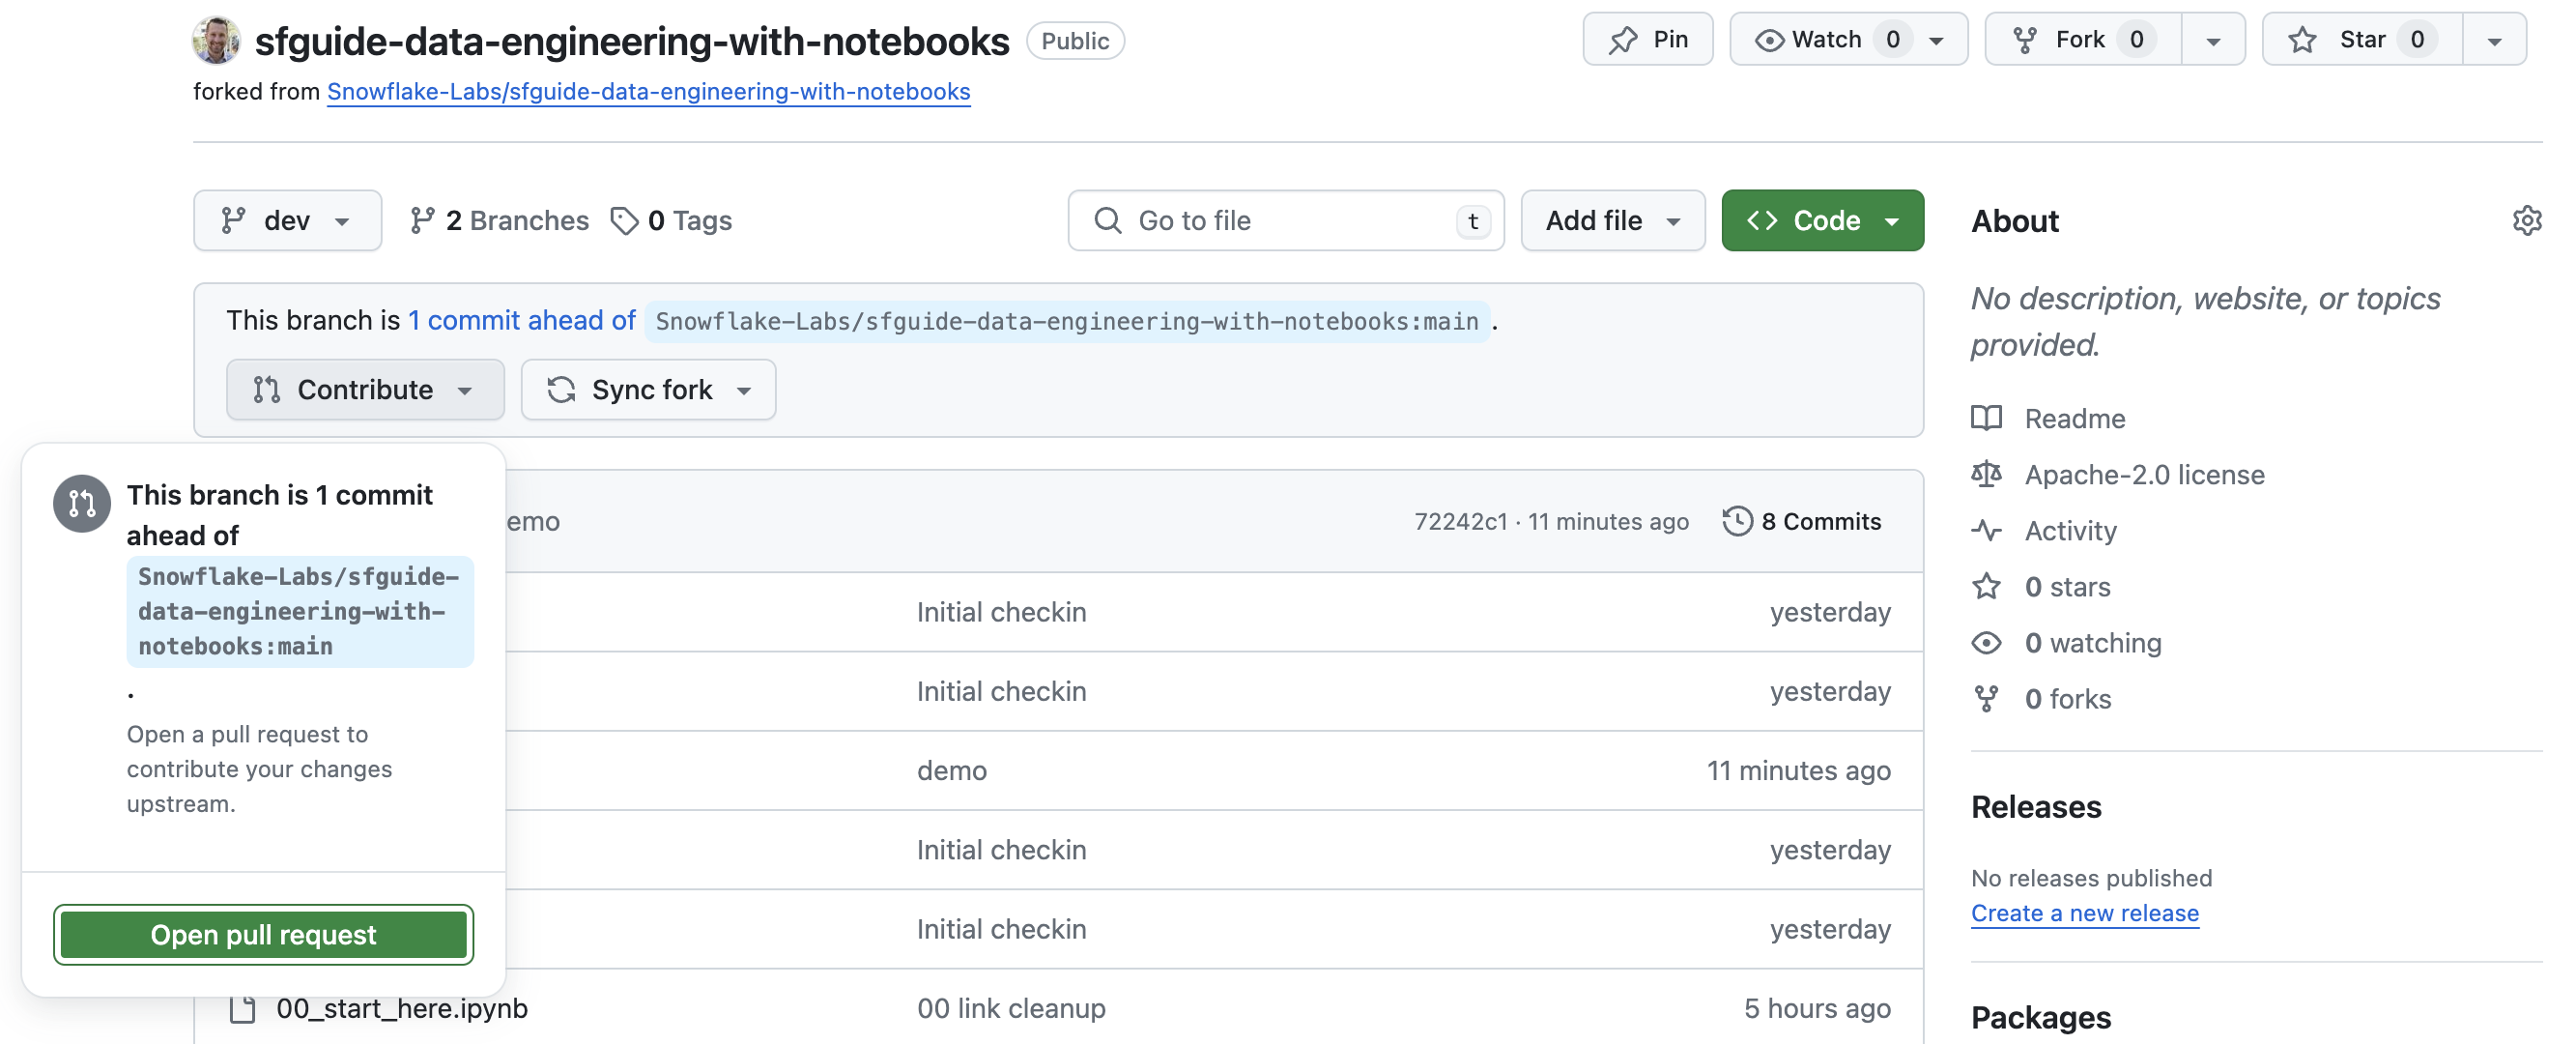 sfguide-data-engineering-with-notebooks Public
Pin
Watch 0
Fork 0
Star 0
forked from Snowflake-Labs/sfguide-data-engineering-with-notebooks
dev
2 Branches
0 Tags
Go to file t
Add file
Code
This branch is 1 commit ahead of Snowflake-Labs/sfguide-data-engineering-with-notebooks:main .
Contribute
Sync fork
This branch is 1 commit
ahead of
Snowflake-Labs/sfguide-
data-engineering-with-
notebooks:main
.
Open a pull request to
contribute your changes
upstream.
Open pull request
emo
72242c1 · 11 minutes ago
8 Commits
Initial checkin yesterday
Initial checkin yesterday
demo 11 minutes ago
Initial checkin yesterday
Initial checkin yesterday
00_start_here.ipynb 00 link cleanup 5 hours ago
About
No description, website, or topics
provided.
Readme
Apache-2.0 license
Activity
0 stars
0 watching
0 forks
Releases
No releases published
Create a new release
Packages